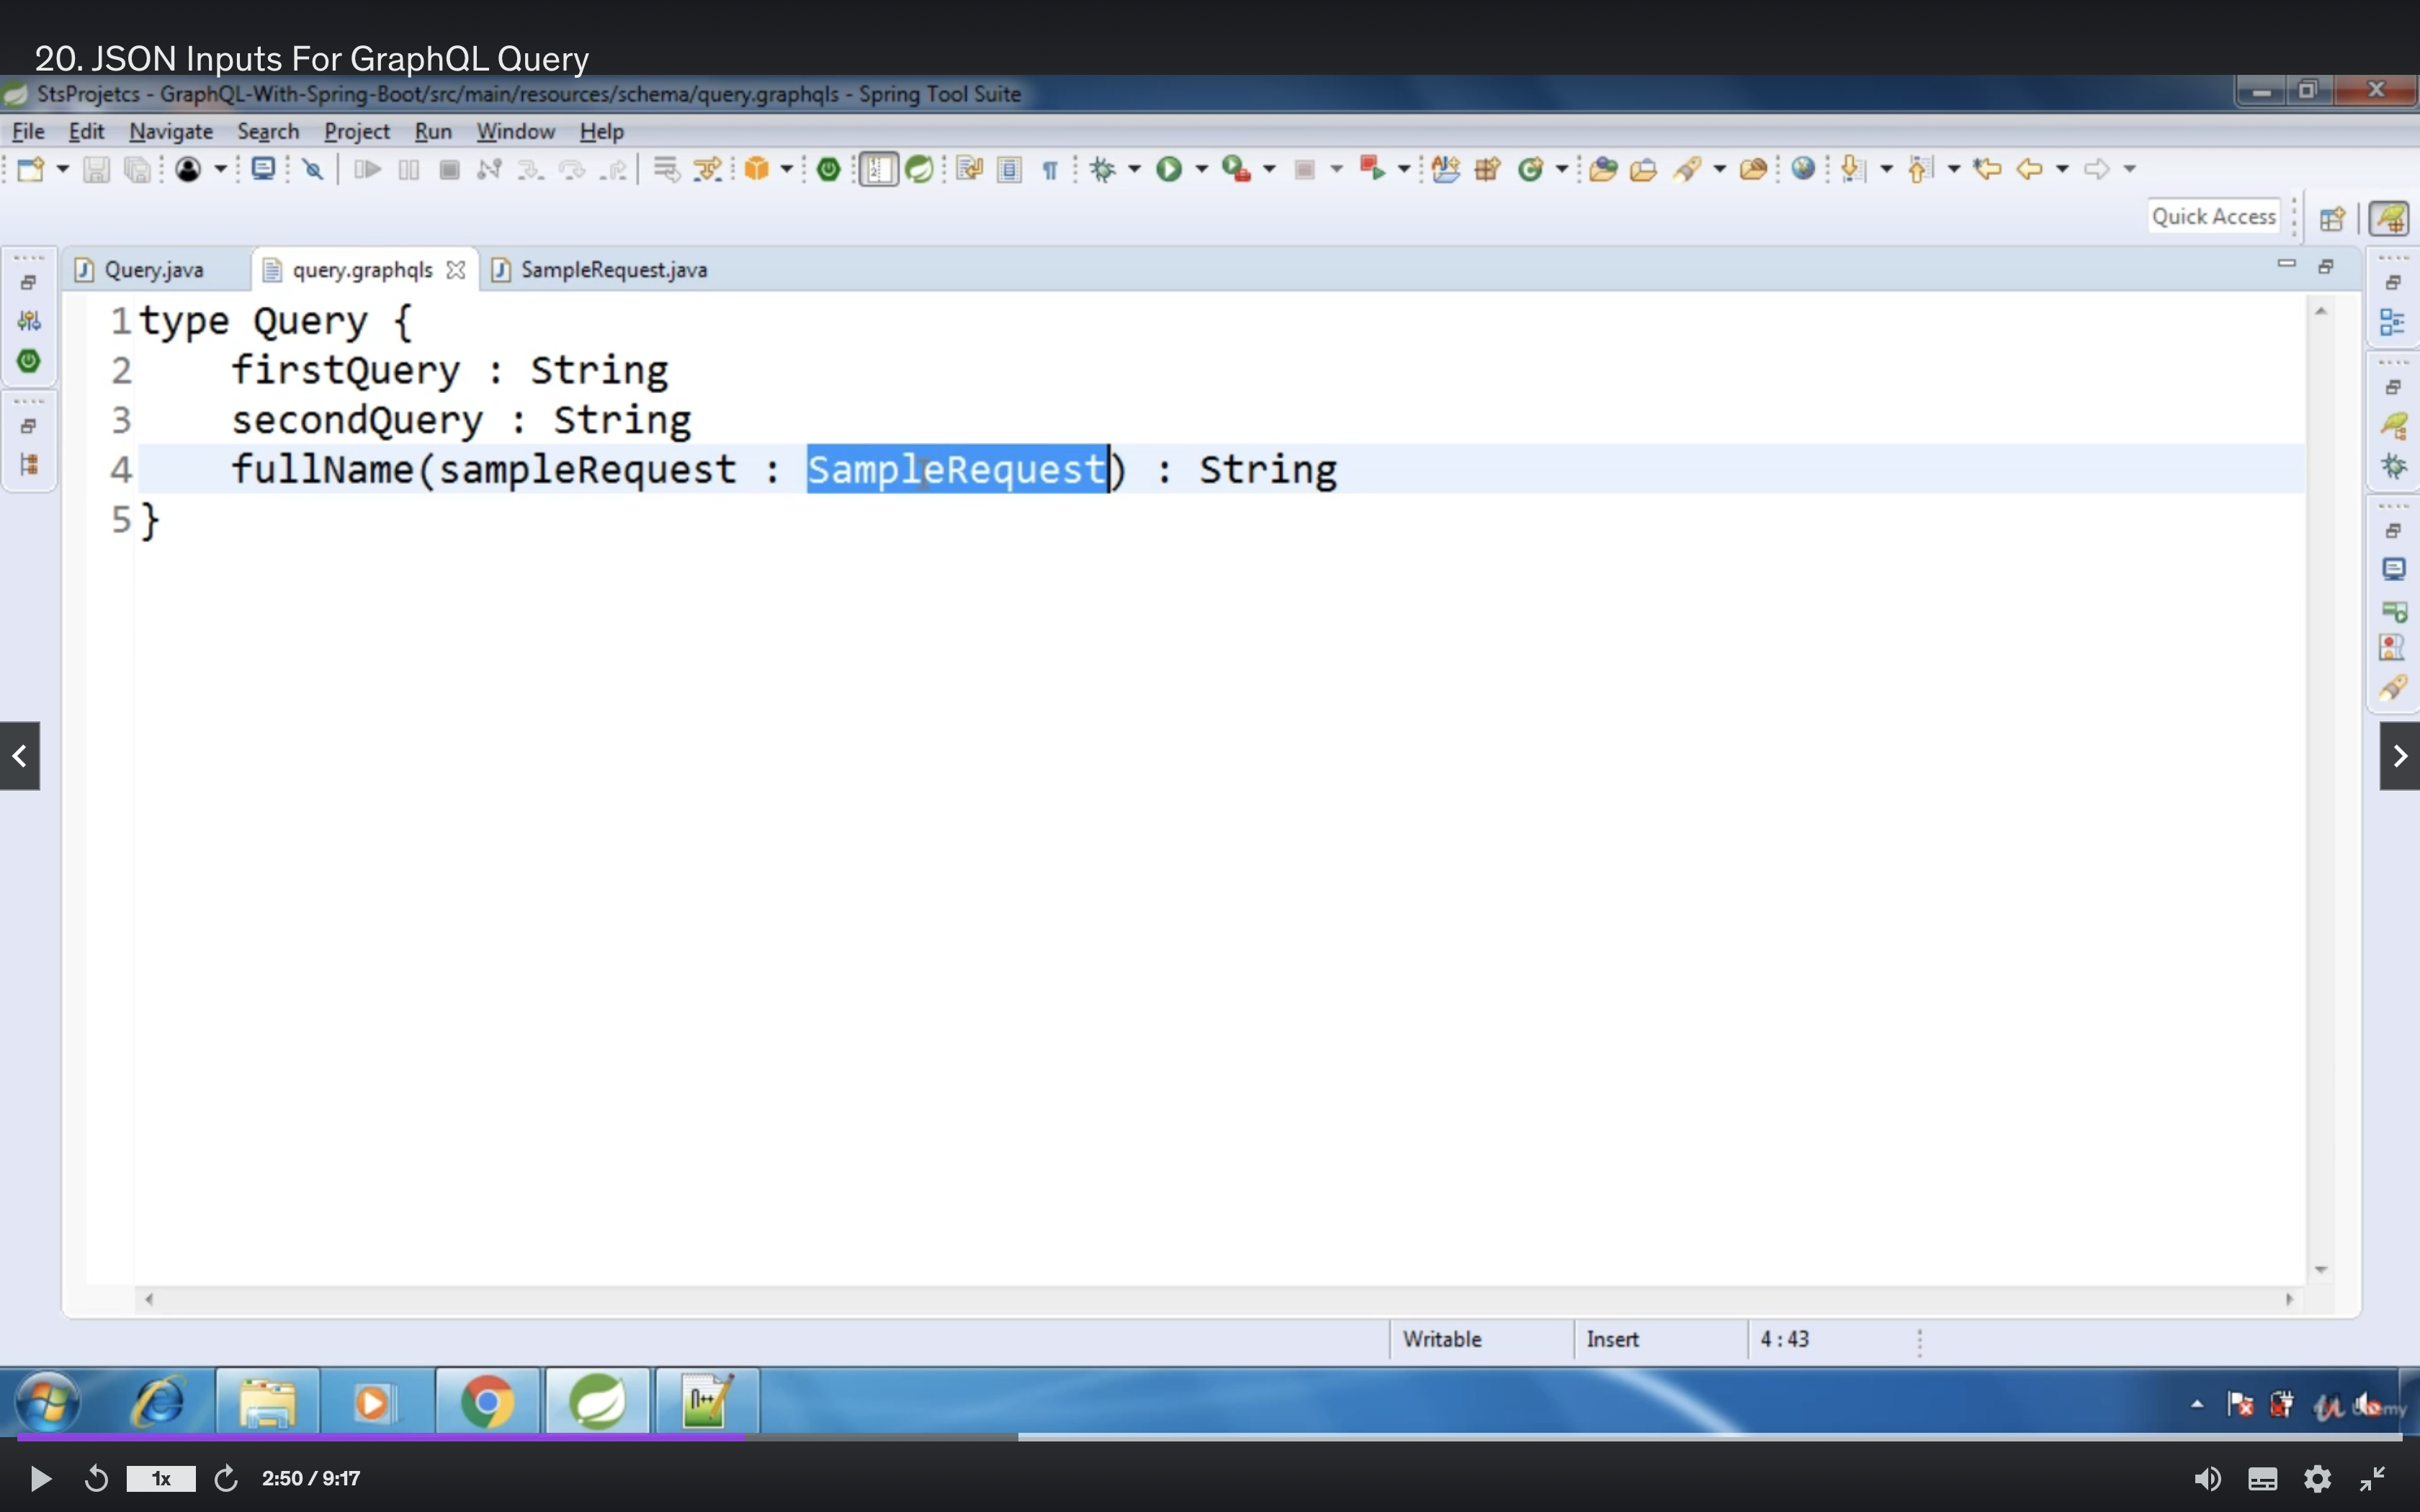 20. JSON Inputs For GraphQL Query
StsProjetcs - GraphQL-With-Spring-Boot/src/main/resources/schema/query.graphqls - Spring Tool Suite
File Edit Navigate Search Project Run Window Help
Quick Access
Query.java query.graphqls SampleRequest.java
1 type Query {
2 firstQuery : String
3 secondQuery : String
4 fullName(sampleRequest : SampleRequest) : String
5 }
Writable Insert 4 : 43
1x 2:50 / 9:17